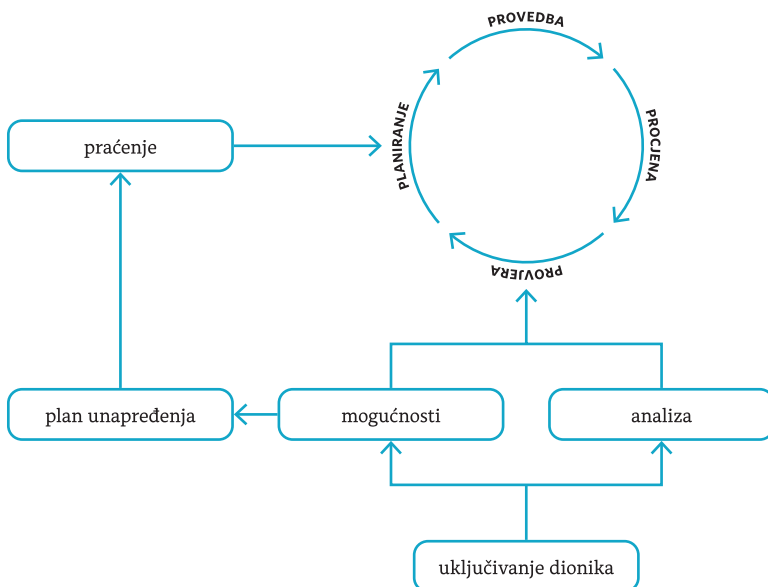 PROVEDBA
PROCJENA
PLANIRANJE
praćenje
PROVJERA
plan unapređenja
mogućnosti
analiza
uključivanje dionika